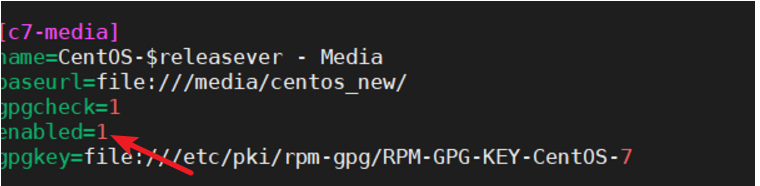 [c7-media]
name=CentOS-$releasever - Media
baseurl=file:///media/centos_new/
gpgcheck=1
enabled=1
gpgkey=file:///etc/pki/rpm-gpg/RPM-GPG-KEY-CentOS-7